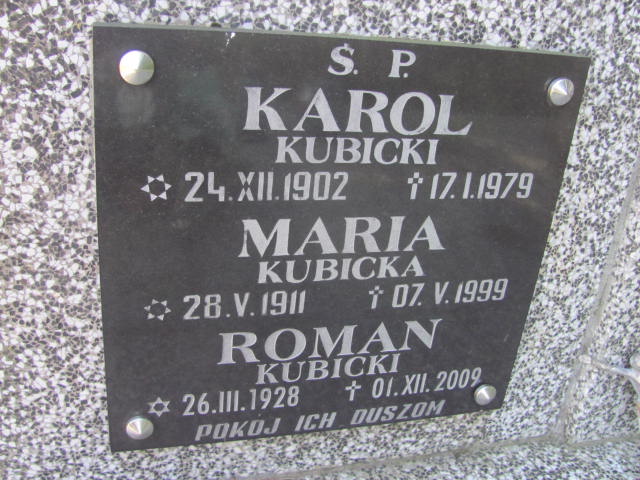 Ś. P.
KAROL
KUBICKI
✡ 24.XII.1902 ✝ 17.I.1979
MARIA
KUBICKA
✡ 28.V.1911 ✝ 07.V.1999
ROMAN
KUBICKI
✡ 26.III.1928 ✝ 01.XII.2009
POKÓJ ICH DUSZOM